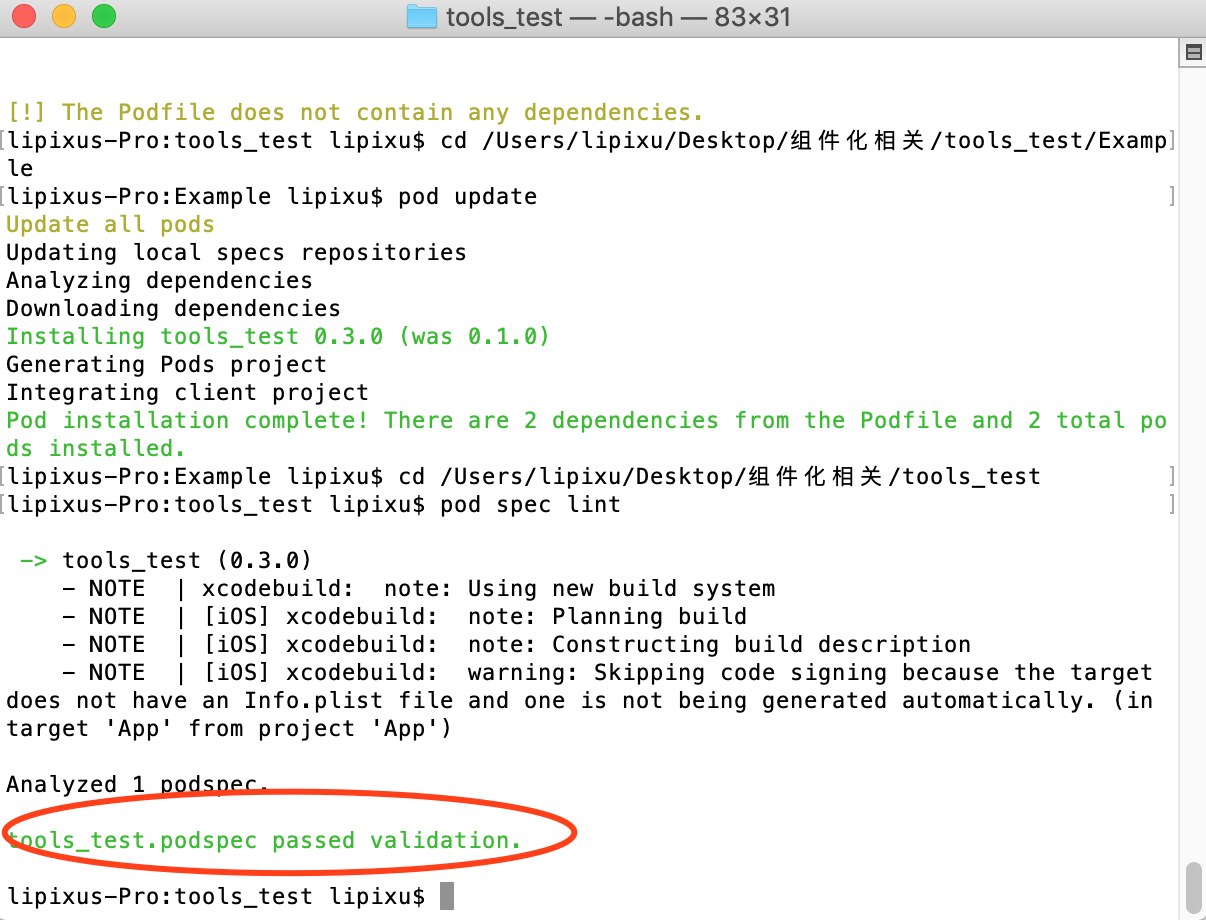 tools_test — -bash — 83×31
[!] The Podfile does not contain any dependencies.
[lipixus-Pro:tools_test lipixu$ cd /Users/lipixu/Desktop/组件化相关/tools_test/Examp]
le
[lipixus-Pro:Example lipixu$ pod update ]
Update all pods
Updating local specs repositories
Analyzing dependencies
Downloading dependencies
Installing tools_test 0.3.0 (was 0.1.0)
Generating Pods project
Integrating client project
Pod installation complete! There are 2 dependencies from the Podfile and 2 total po
ds installed.
[lipixus-Pro:Example lipixu$ cd /Users/lipixu/Desktop/组件化相关/tools_test ]
[lipixus-Pro:tools_test lipixu$ pod spec lint ]
-> tools_test (0.3.0)
- NOTE | xcodebuild: note: Using new build system
- NOTE | [iOS] xcodebuild: note: Planning build
- NOTE | [iOS] xcodebuild: note: Constructing build description
- NOTE | [iOS] xcodebuild: warning: Skipping code signing because the target
does not have an Info.plist file and one is not being generated automatically. (in
target 'App' from project 'App')
Analyzed 1 podspec.
tools_test.podspec passed validation.
lipixus-Pro:tools_test lipixu$